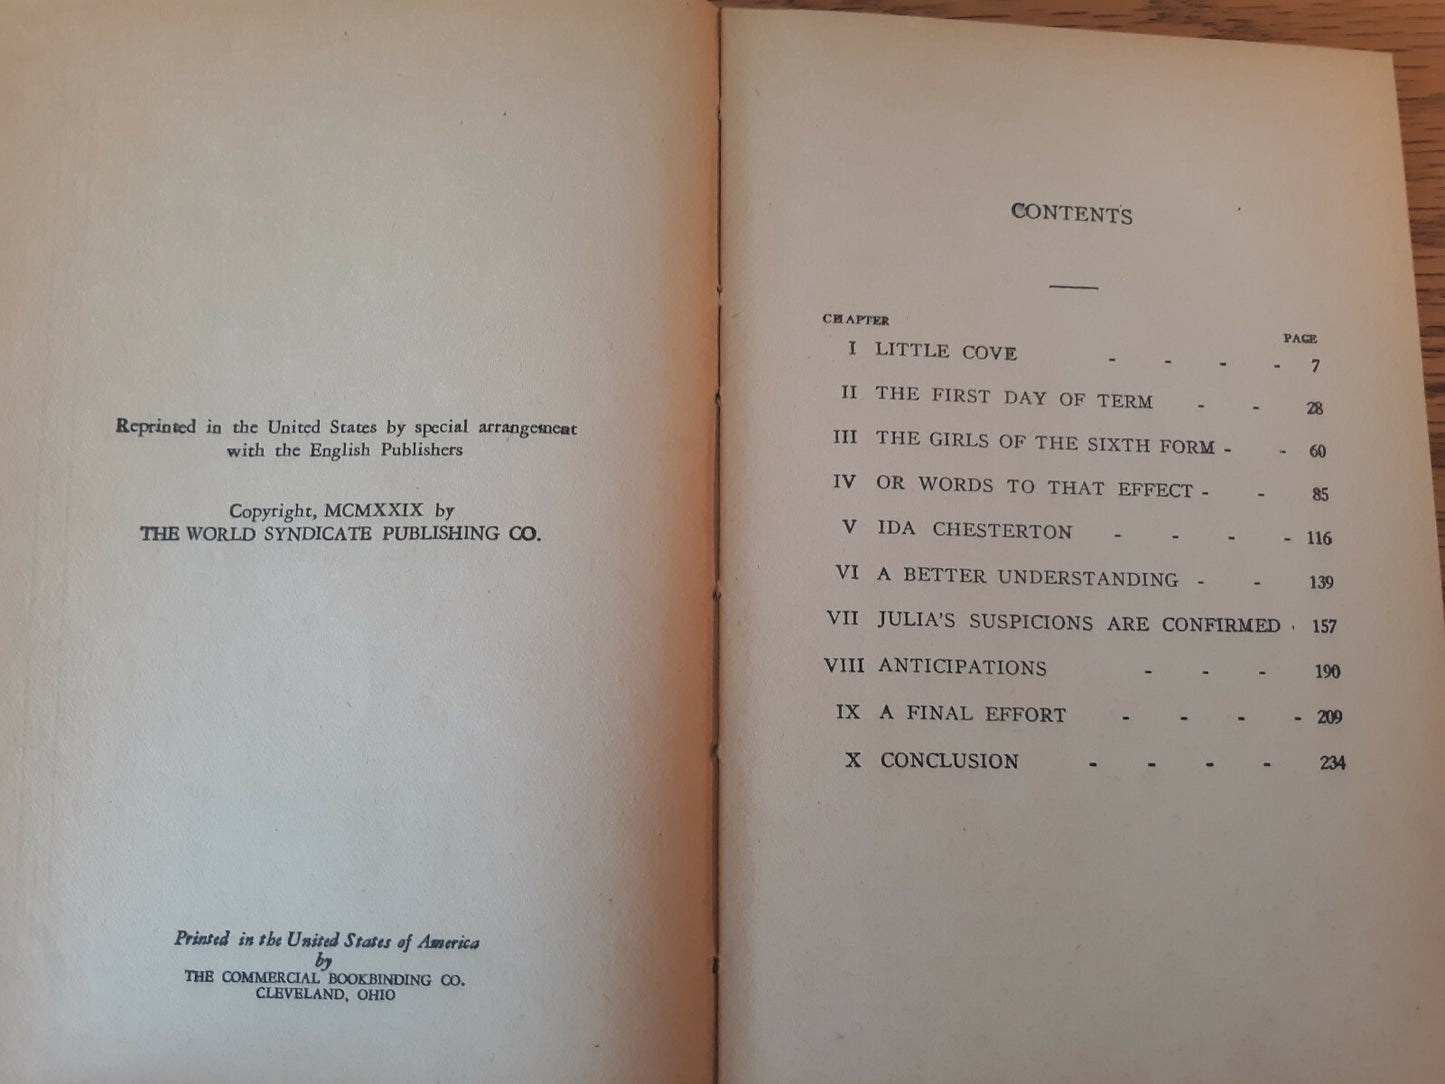 Reprinted in the United States by special arrangement
with the English Publishers
Copyright, MCMXXIX by
THE WORLD SYNDICATE PUBLISHING CO.
Printed in the United States of America
by
THE COMMERCIAL BOOKBINDING CO.
CLEVELAND, OHIO
CONTENTS
CHAPTER PAGE
I LITTLE COVE - - - - 7
II THE FIRST DAY OF TERM - - 28
III THE GIRLS OF THE SIXTH FORM - - 60
IV OR WORDS TO THAT EFFECT - - 85
V IDA CHESTERTON - - - - 116
VI A BETTER UNDERSTANDING - - 139
VII JULIA'S SUSPICIONS ARE CONFIRMED · 157
VIII ANTICIPATIONS - - - 190
IX A FINAL EFFORT - - - - 209
X CONCLUSION - - - - 234